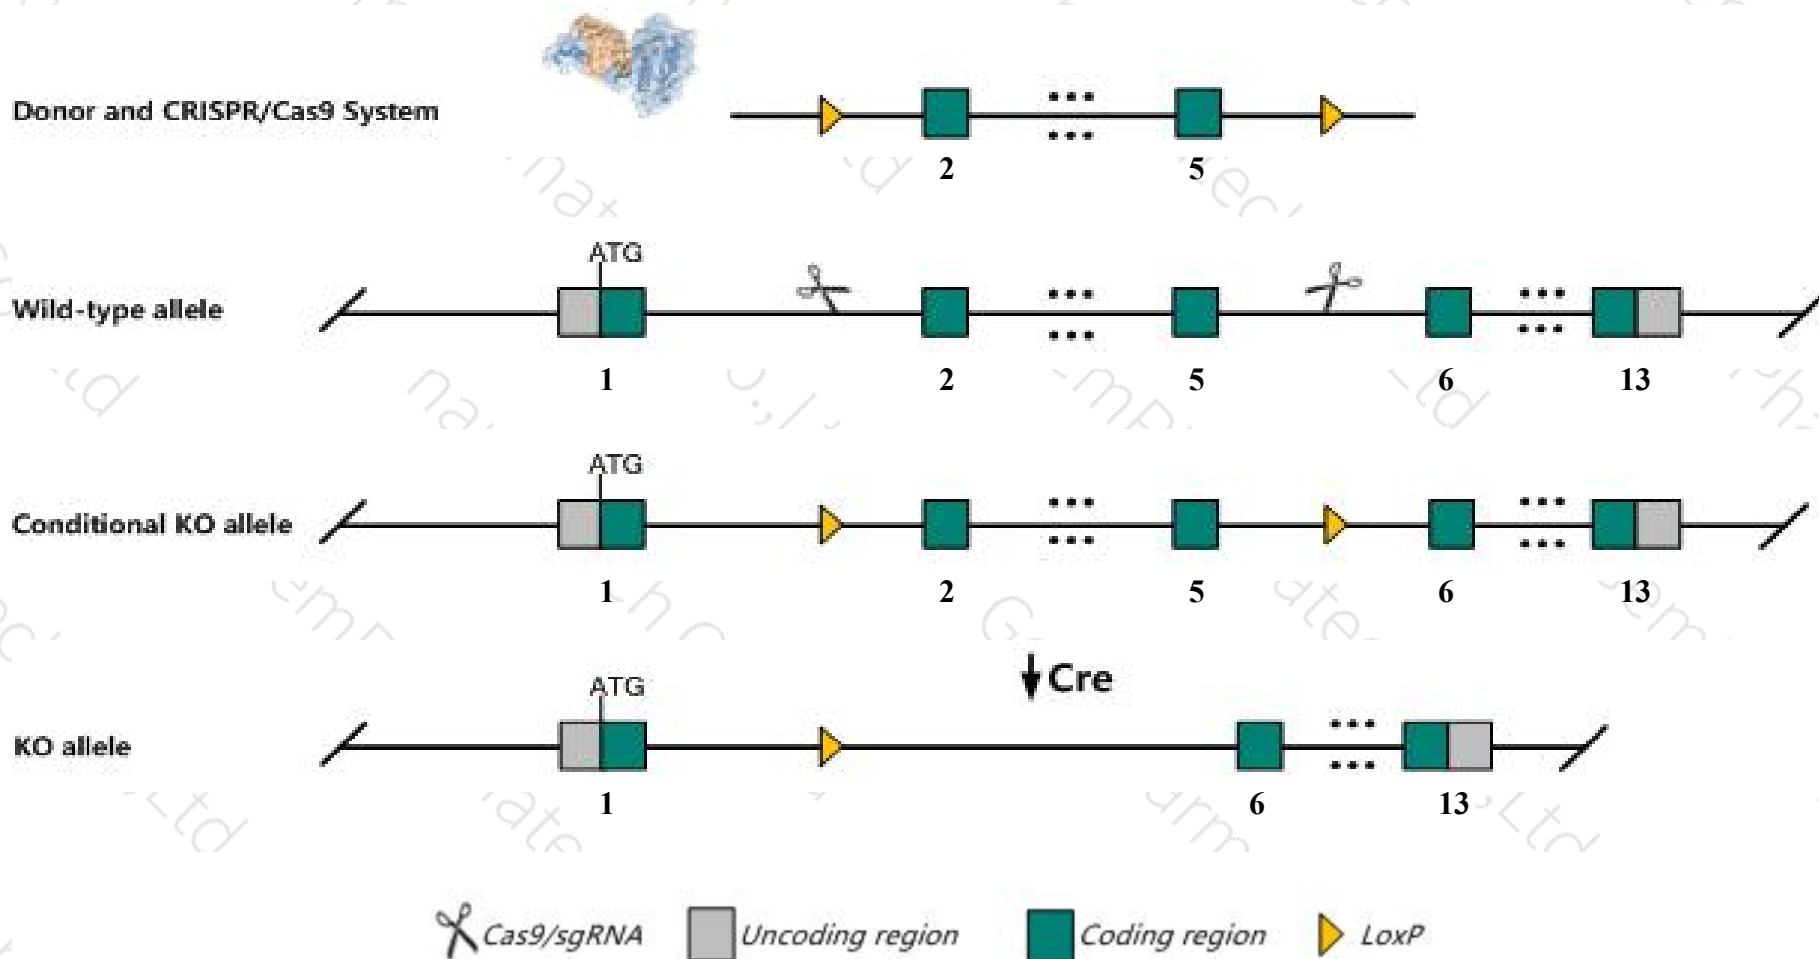 Donor and CRISPR/Cas9 System
2 5
ATG
Wild-type allele
1 2 5 6 13
ATG
Conditional KO allele
1 2 5 6 13
Cre
ATG
KO allele
1 6 13
Cas9/sgRNA Uncoding region Coding region LoxP